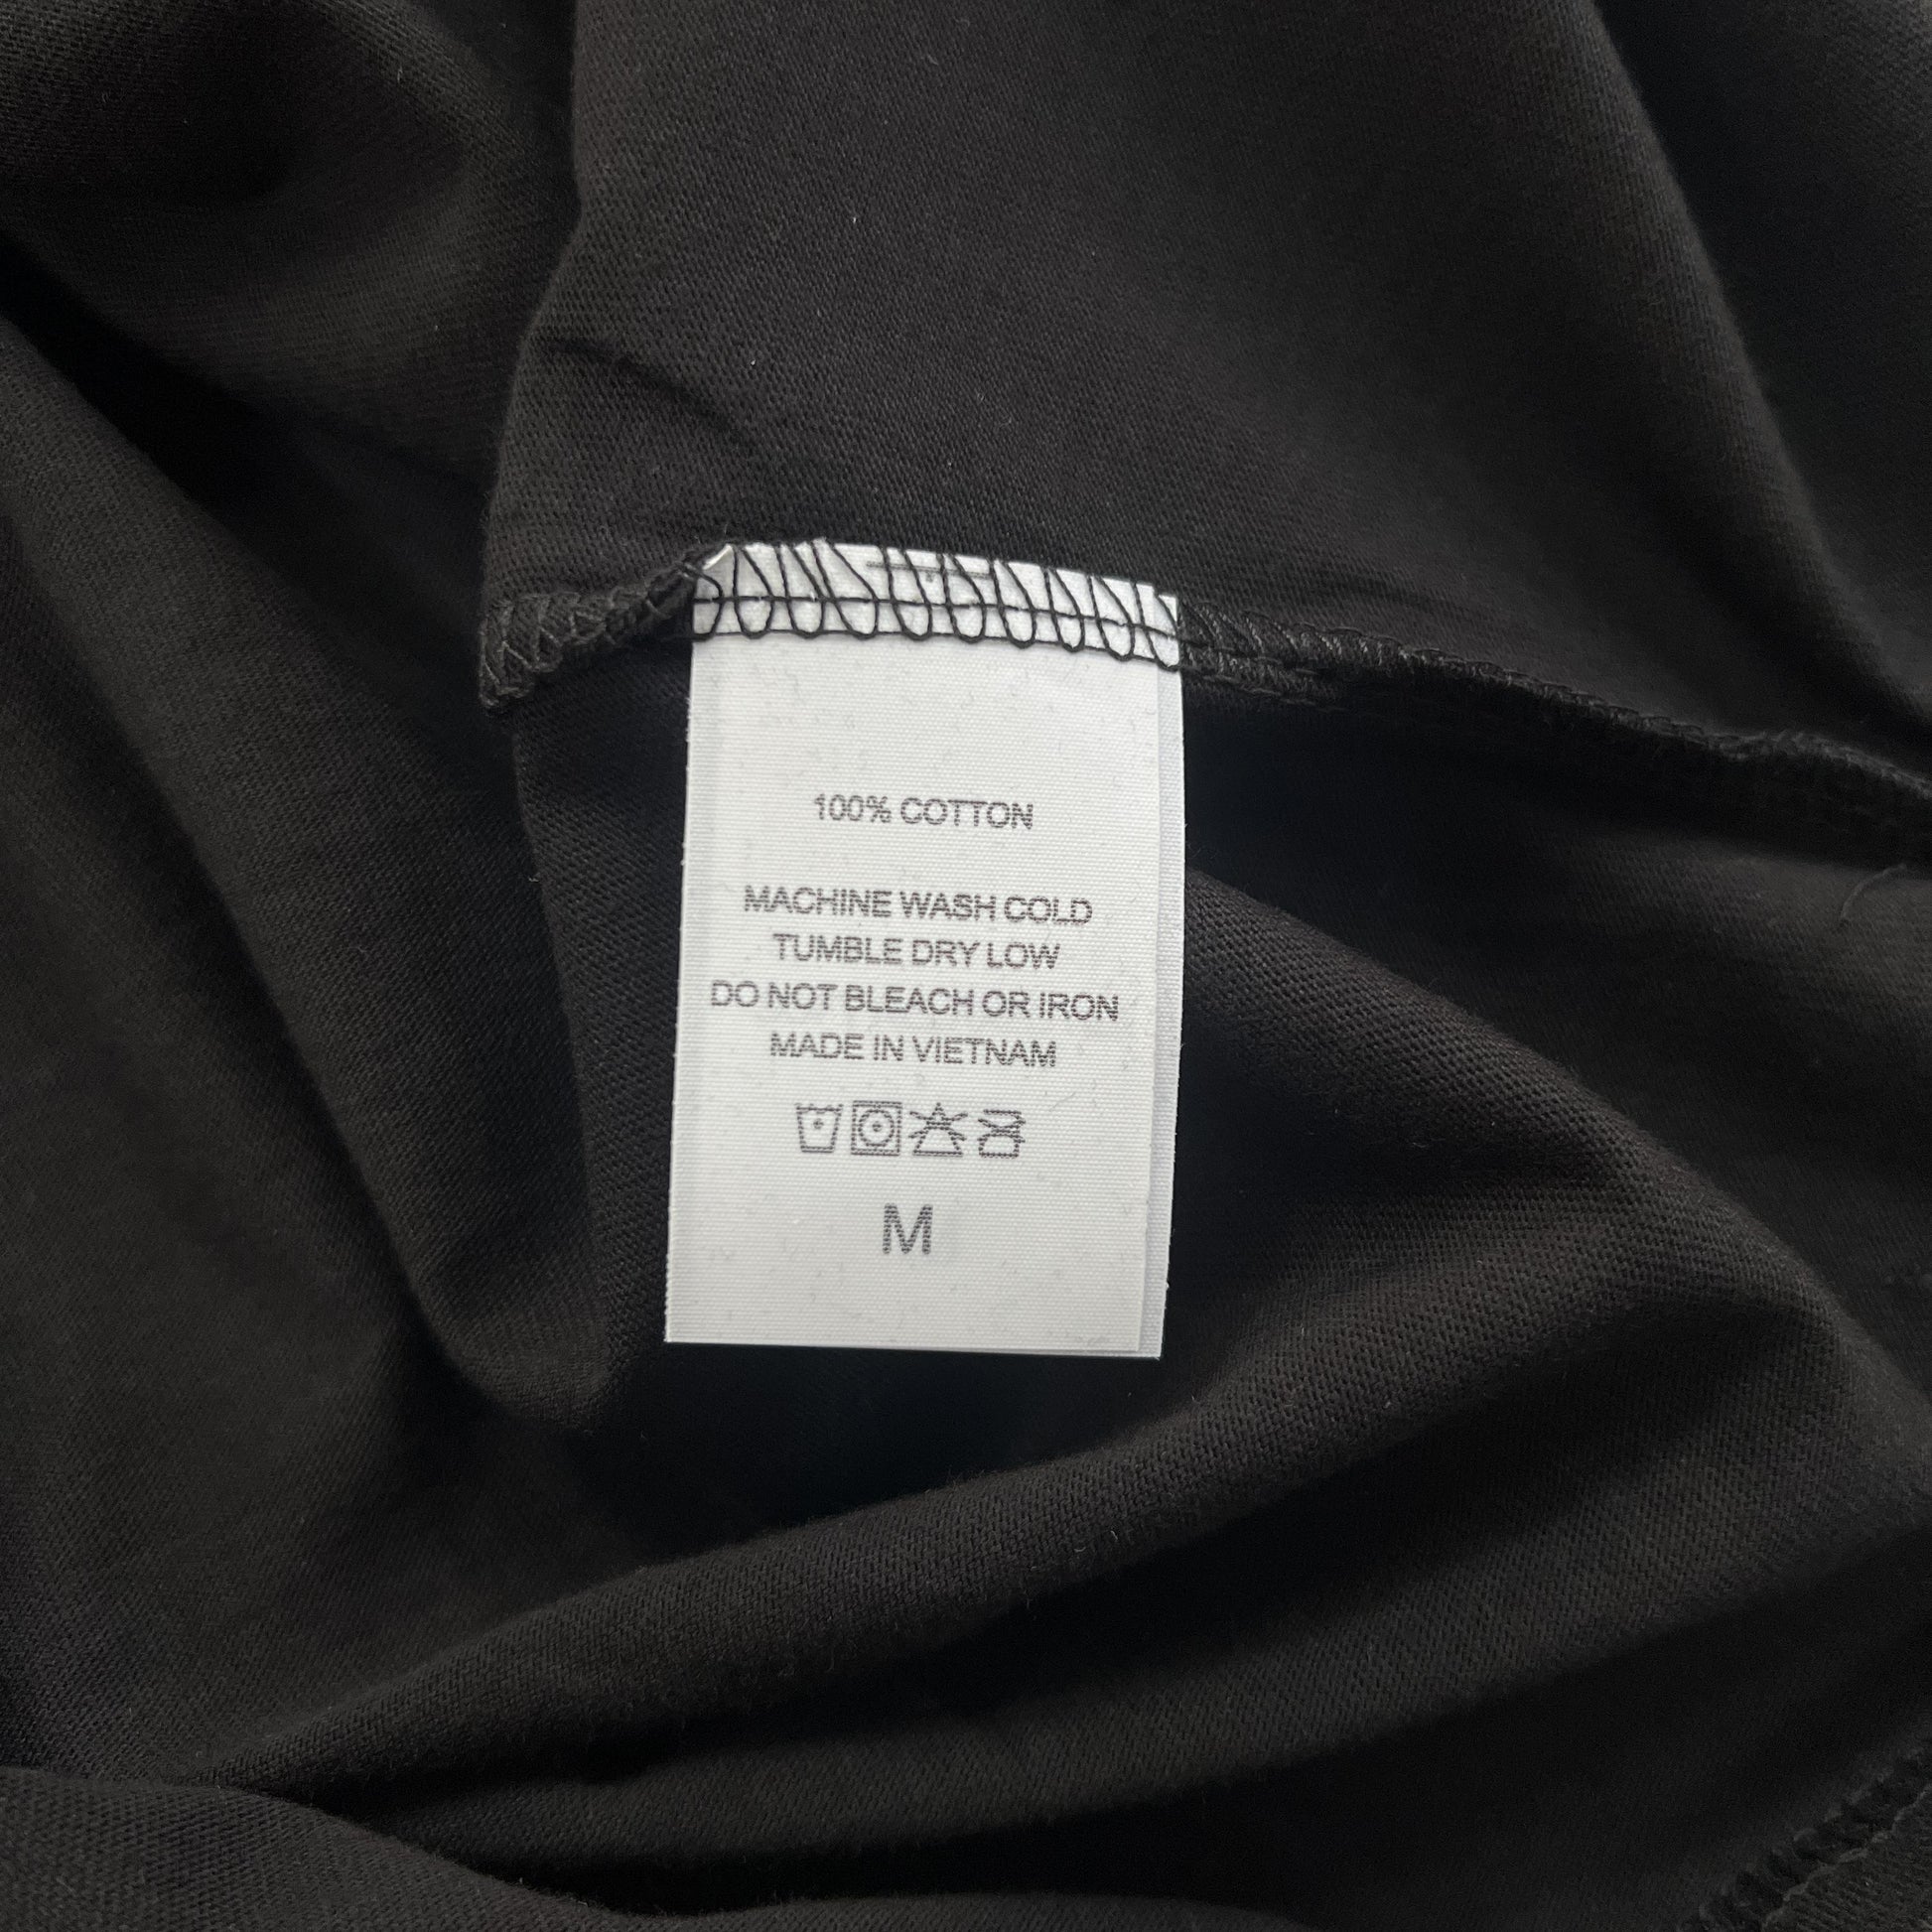 100% COTTON
MACHINE WASH COLD
TUMBLE DRY LOW
DO NOT BLEACH OR IRON
MADE IN VIETNAM
M